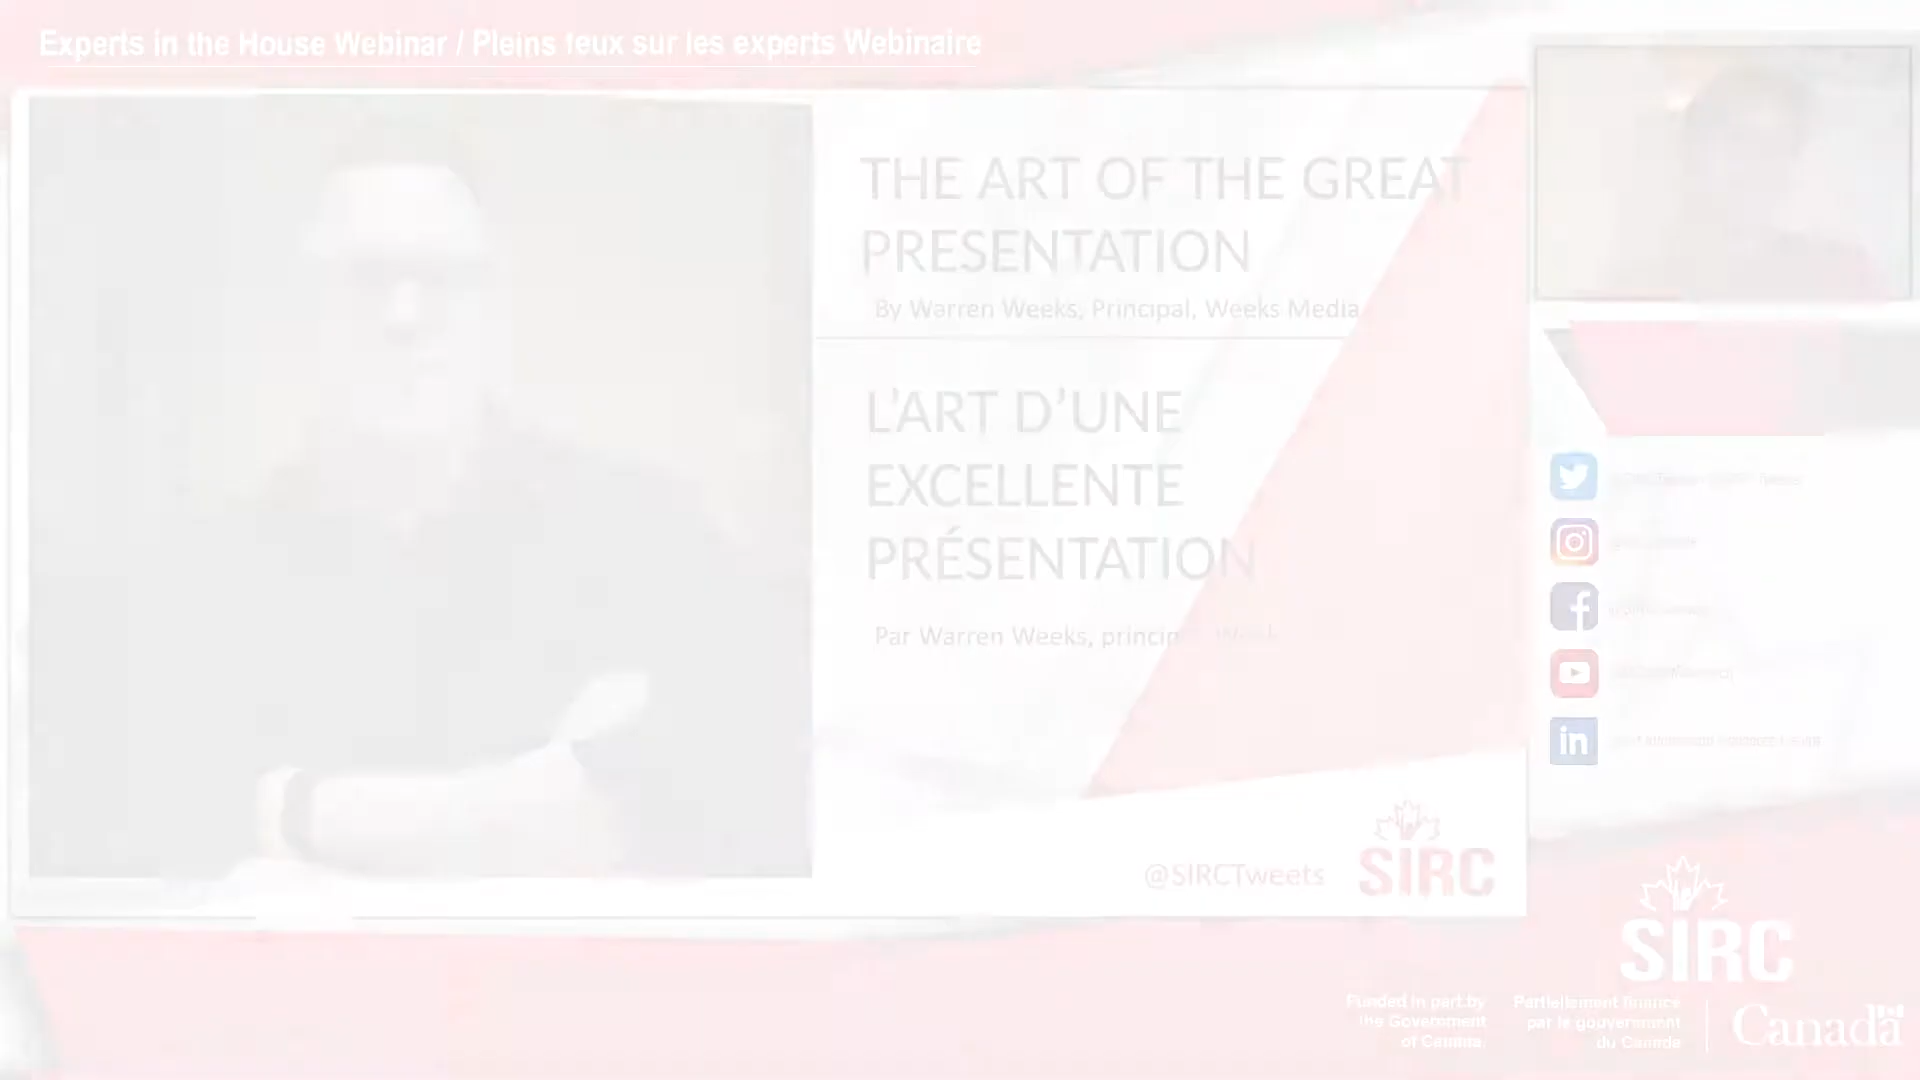 Experts in the House Webinar / Pleins feux sur les experts Webinaire
THE ART OF THE GREAT
PRESENTATION
By Warren Weeks, Principal, Weeks Media
L'ART D'UNE
EXCELLENTE
PRÉSENTATION
Par Warren Weeks,
@SIRCTweets
SIRC
in
SIRC
Funded in part by
the Government
of Canada.
Partiellement financé
par le gouvernement
du Canada
Canada